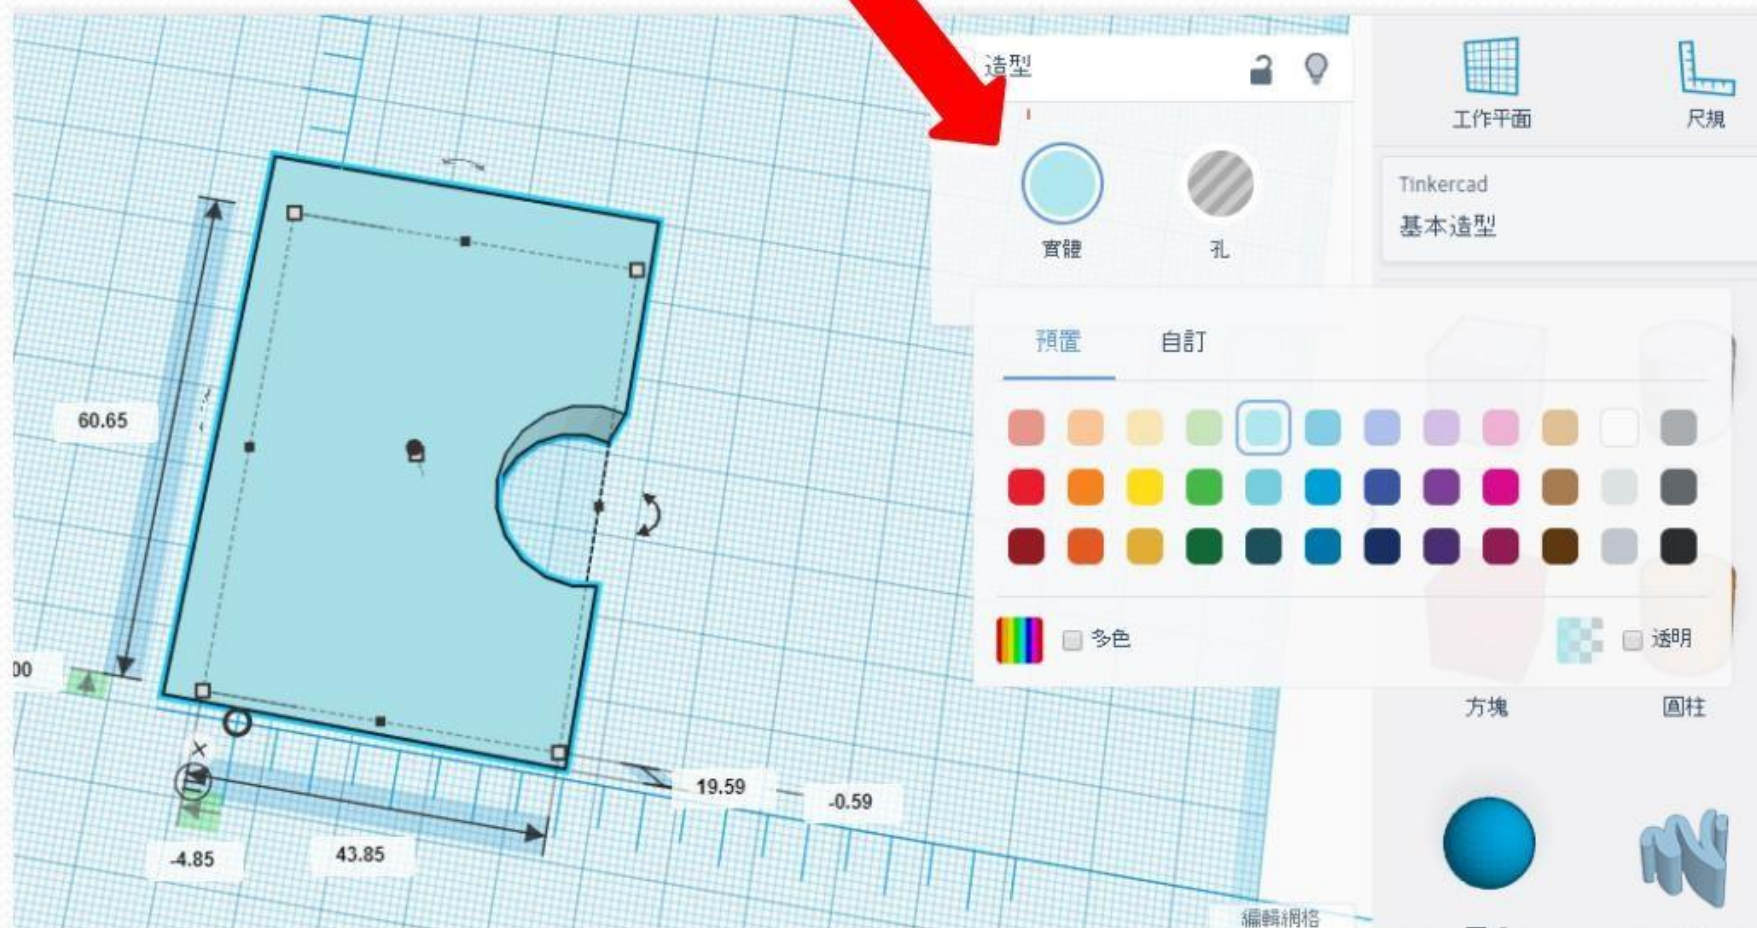 造型
工作平面
尺規
Tinkercad
基本造型
實體
孔
預置
自訂
60.65
多色
透明
00
方塊
圓柱
19.59
-0.59
-4.85
43.85
編輯網格